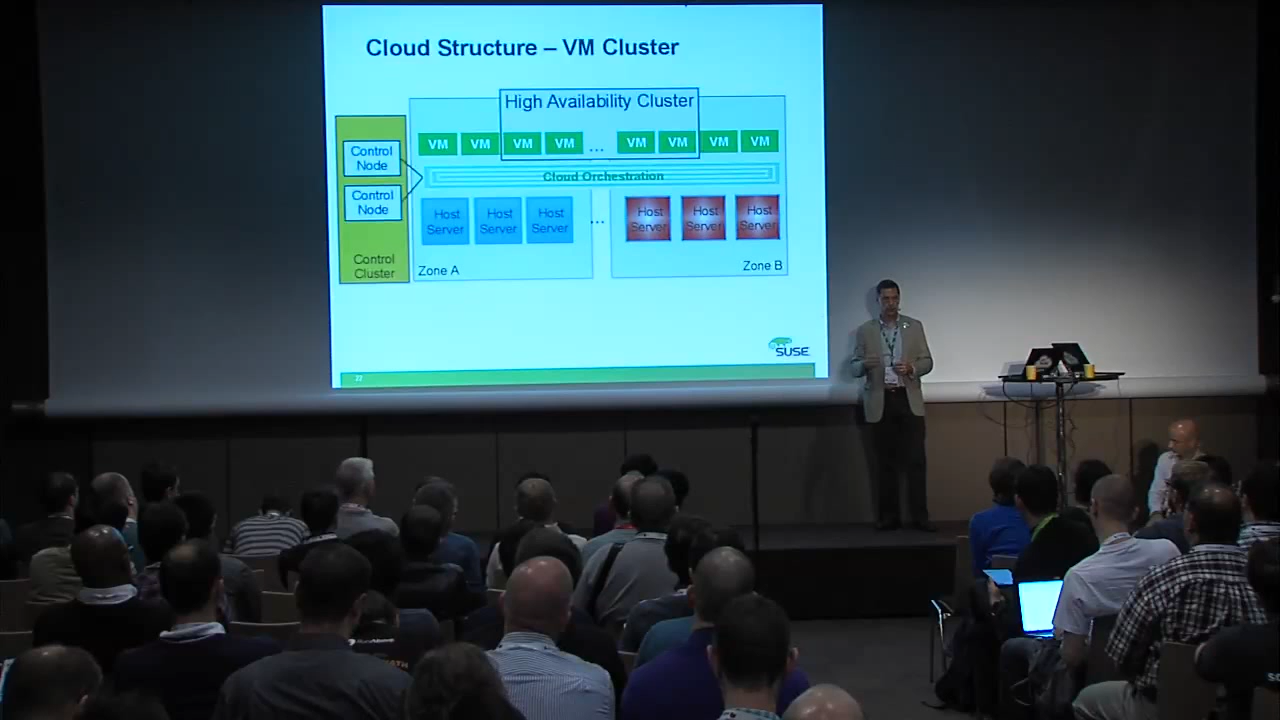 Cloud Structure – VM Cluster
High Availability Cluster
VM VM VM VM ... VM VM VM VM
Control
Node
Cloud Orchestration
Control
Node
Host
Server
Host
Server
Host
Server
...
Host
Server
Host
Server
Host
Server
Control
Cluster
Zone A
Zone B
SUSE
22